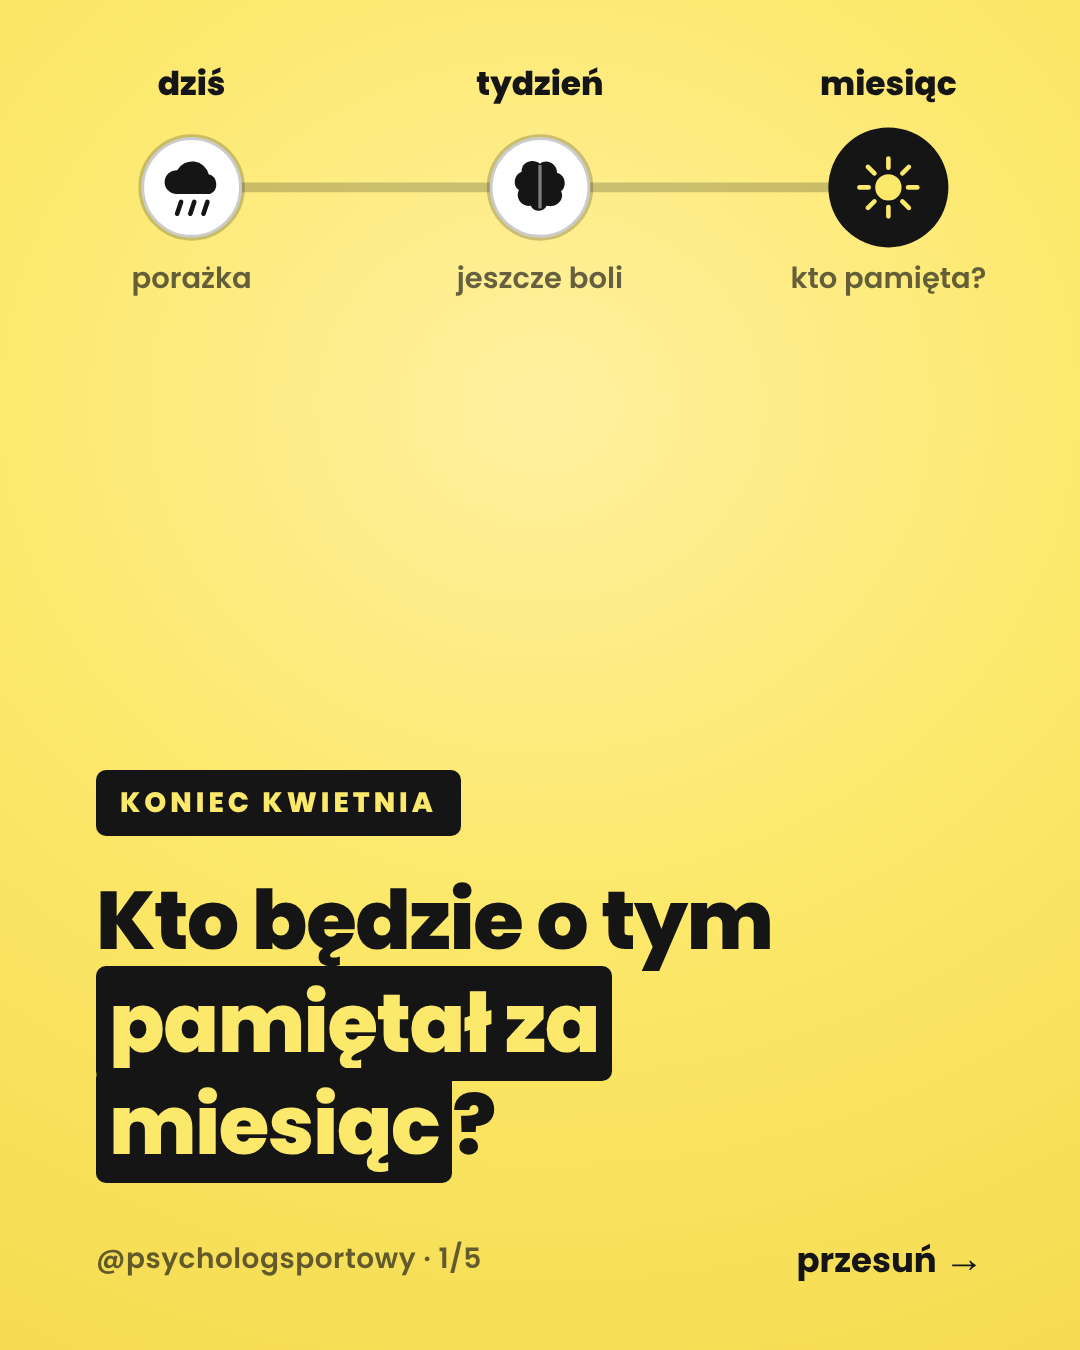 dziś tydzień miesiąc
porażka jeszcze boli kto pamięta?
KONIEC KWIETNIA
Kto będzie o tym
pamiętał za
miesiąc?
@psychologsportowy · 1/5 przesuń →